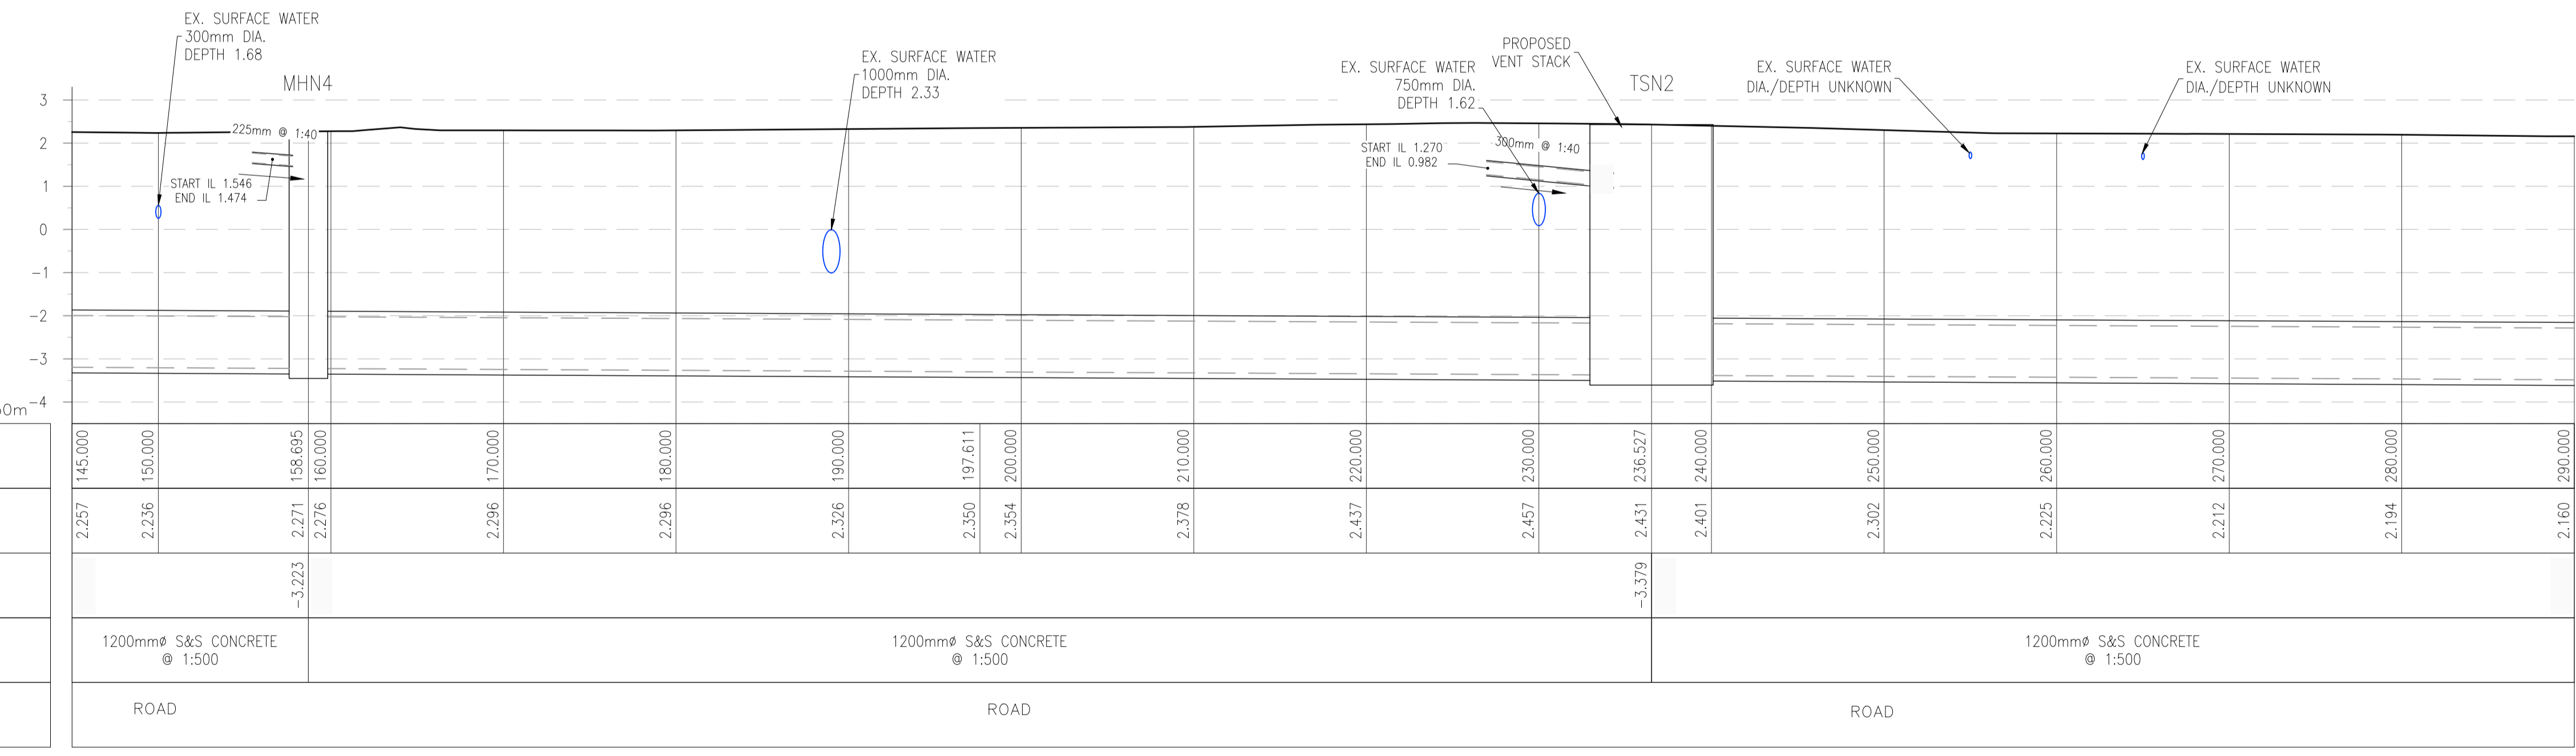 EX. SURFACE WATER
300mm DIA.
DEPTH 1.68
MHN4
EX. SURFACE WATER
1000mm DIA.
DEPTH 2.33
EX. SURFACE WATER
750mm DIA.
DEPTH 1.62
PROPOSED
VENT STACK
TSN2
EX. SURFACE WATER
DIA./DEPTH UNKNOWN
EX. SURFACE WATER
DIA./DEPTH UNKNOWN
3
2
1
0
-1
-2
-3
-4
225mm @ 1:40
START IL 1.546
END IL 1.474
START IL 1.270
END IL 0.982
300mm @ 1:40
145.000 150.000 158.695 160.000 170.000 180.000 190.000 197.611 200.000 210.000 220.000 230.000 236.527 240.000 250.000 260.000 270.000 280.000 290.000
2.257 2.236 2.271 2.276 2.296 2.296 2.326 2.350 2.354 2.378 2.437 2.457 2.431 2.401 2.302 2.225 2.212 2.194 2.160
-3.223 -3.379
1200mmø S&S CONCRETE
@ 1:500
1200mmø S&S CONCRETE
@ 1:500
1200mmø S&S CONCRETE
@ 1:500
ROAD ROAD ROAD